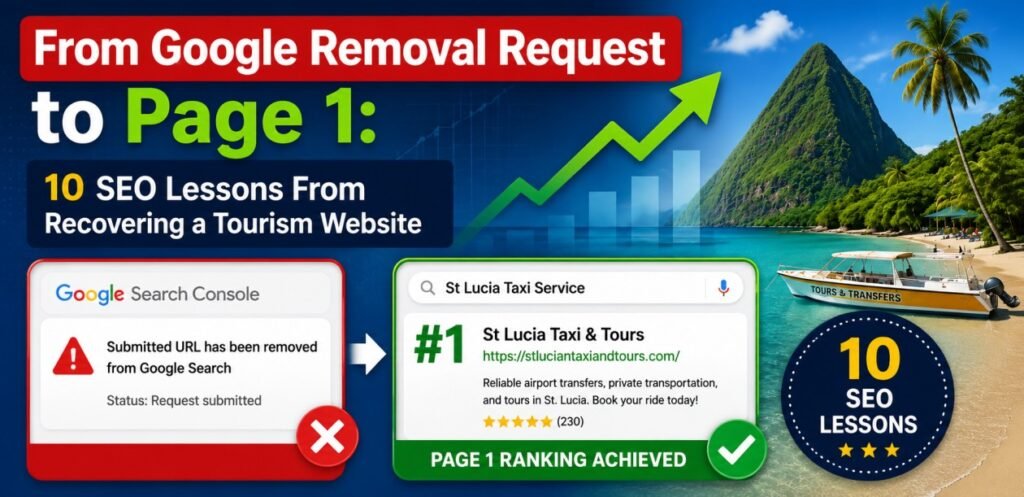 From Google Removal Request
to Page 1:
10 SEO Lessons From
Recovering a Tourism Website
Google Search Console
Submitted URL has been removed
from Google Search
Status: Request submitted
St Lucia Taxi Service
#1
St Lucia Taxi & Tours
https://stluciantaxiandtours.com/
Reliable airport transfers, private transportation,
and tours in St. Lucia. Book your ride today!
(230)
PAGE 1 RANKING ACHIEVED
TOURS & TRANSFERS
10
SEO
LESSONS